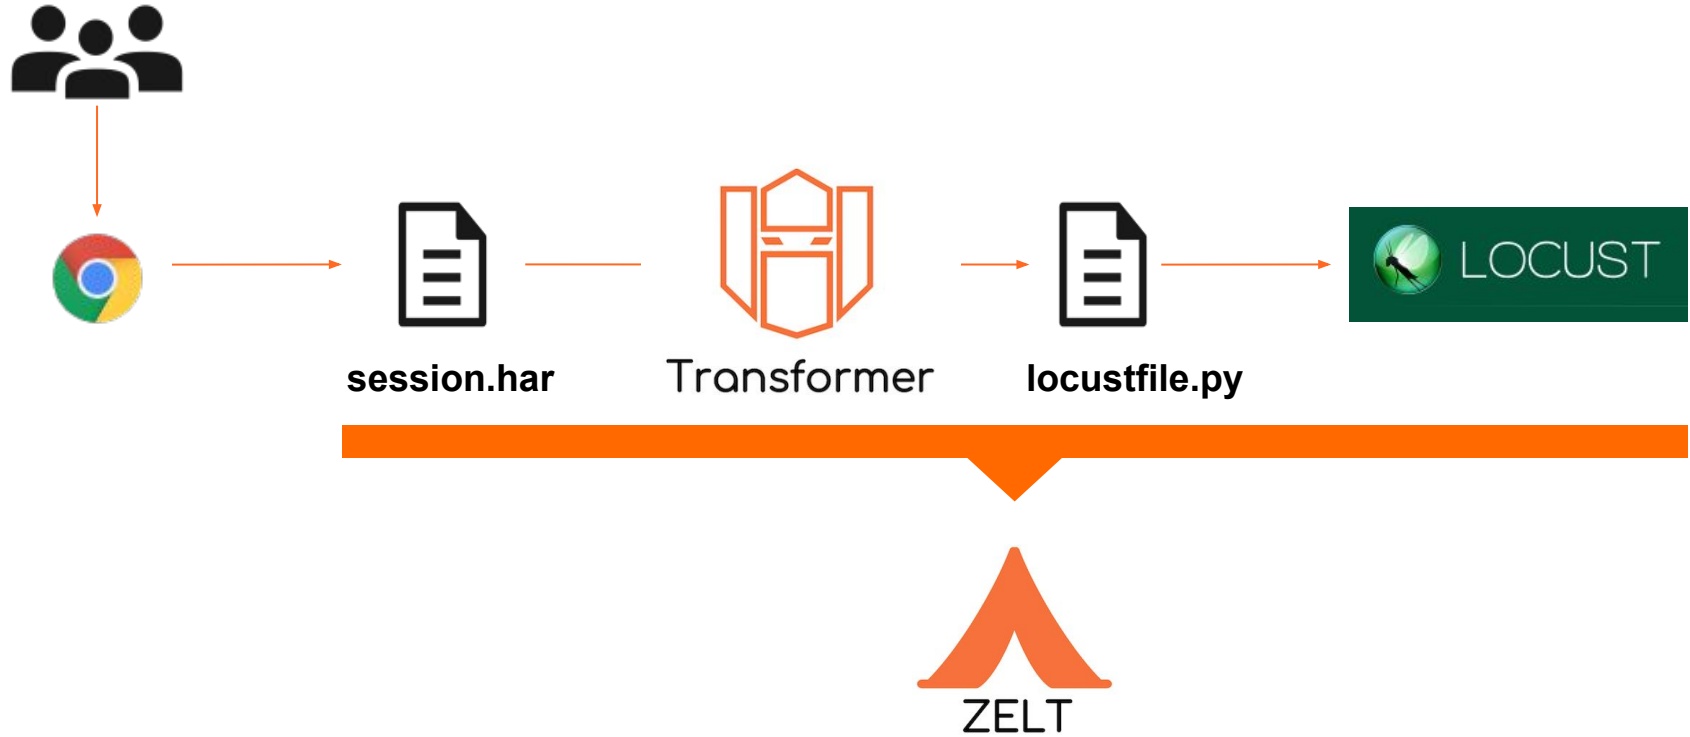 LOCUST
session.har
Transformer
locustfile.py
ZELT